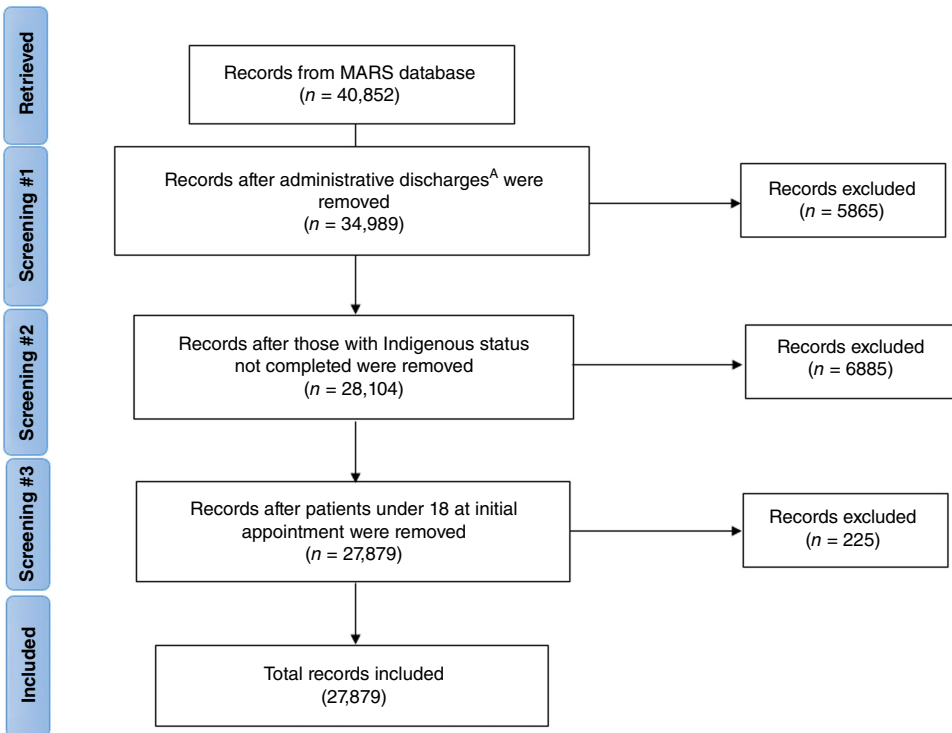 Retrieved
Records from MARS database
(n = 40,852)
Screening #1
Records after administrative dischargesᴬ were
removed
(n = 34,989)
Records excluded
(n = 5865)
Screening #2
Records after those with Indigenous status
not completed were removed
(n = 28,104)
Records excluded
(n = 6885)
Screening #3
Records after patients under 18 at initial
appointment were removed
(n = 27,879)
Records excluded
(n = 225)
Included
Total records included
(27,879)